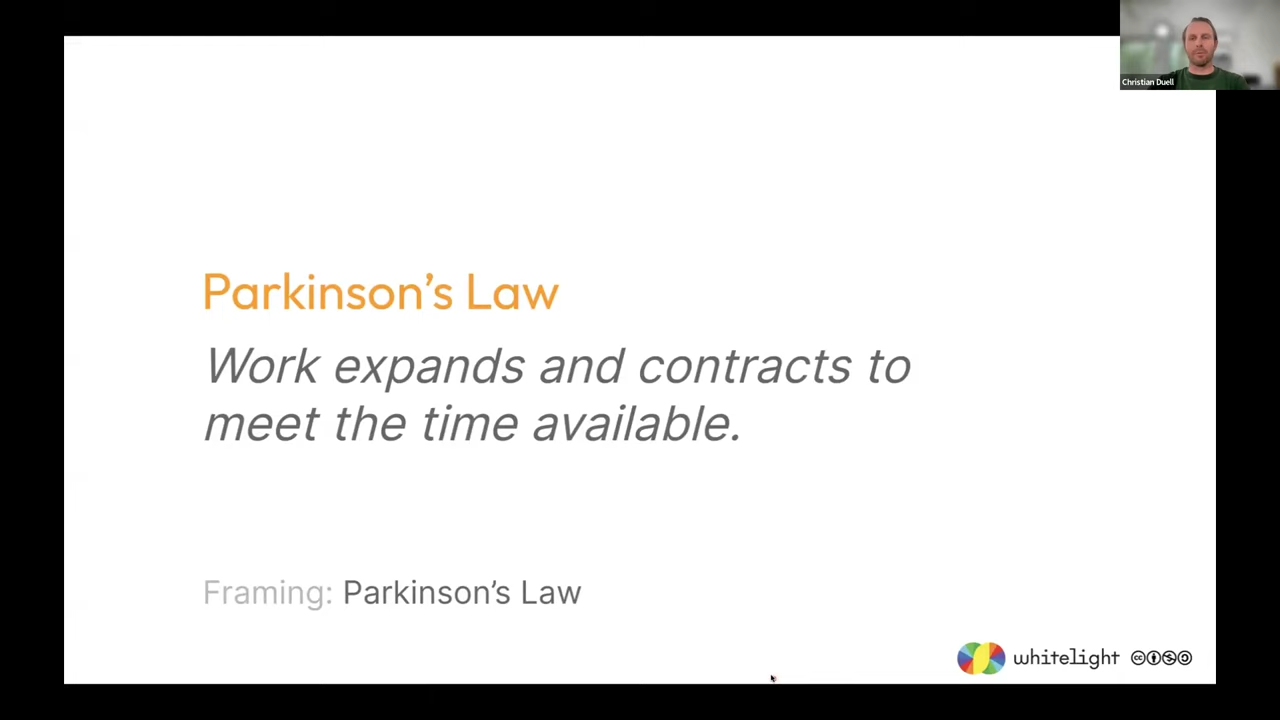 Christian Duell
Parkinson’s Law
Work expands and contracts to
meet the time available.
Framing: Parkinson’s Law
whitelight